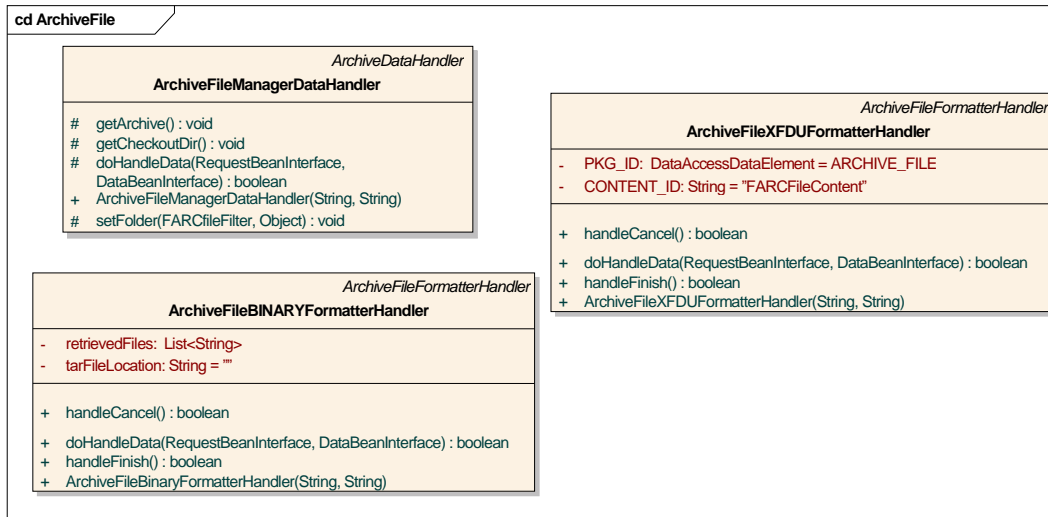 cd ArchiveFile
ArchiveDataHandler
ArchiveFileManagerDataHandler
# getArchive() : void
# getCheckoutDir() : void
# doHandleData(RequestBeanInterface,
DataBeanInterface) : boolean
+ ArchiveFileManagerDataHandler(String, String)
# setFolder(FARCfileFilter, Object) : void
ArchiveFileFormatterHandler
ArchiveFileXFDUFormatterHandler
- PKG_ID: DataAccessDataElement = ARCHIVE_FILE
- CONTENT_ID: String = "FARCFileContent"
+ handleCancel() : boolean
+ doHandleData(RequestBeanInterface, DataBeanInterface) : boolean
+ handleFinish() : boolean
+ ArchiveFileXFDUFormatterHandler(String, String)
ArchiveFileFormatterHandler
ArchiveFileBINARYFormatterHandler
- retrievedFiles: List<String>
- tarFileLocation: String = ""
+ handleCancel() : boolean
+ doHandleData(RequestBeanInterface, DataBeanInterface) : boolean
+ handleFinish() : boolean
+ ArchiveFileBinaryFormatterHandler(String, String)